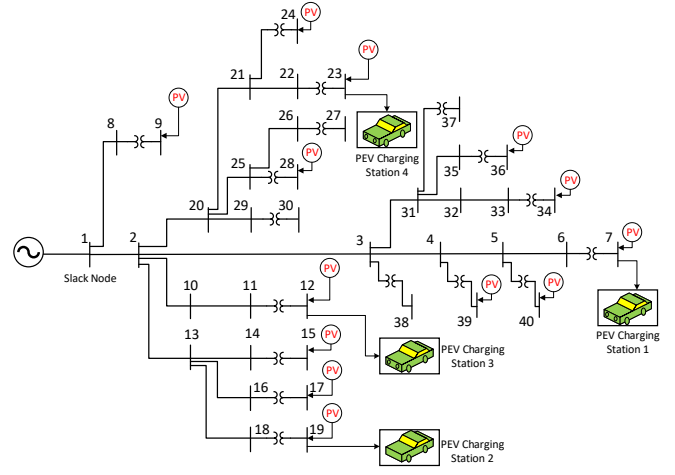 24
PV
PV
21
22
23
PV
8
9
26
27
37
PEV Charging
Station 4
PV
PV
25
28
35
36
PV
20
29
30
31
32
33
34
1
2
3
4
5
6
7
PV
Slack Node
PV
PV
PV
10
11
12
38
39
40
PV
13
14
15
PEV Charging
Station 1
PEV Charging
Station 3
PV
16
17
PV
18
19
PEV Charging
Station 2